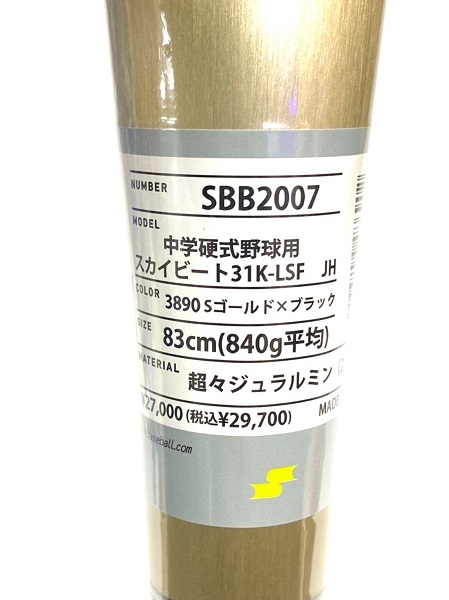 NUMBER SBB2007
MODEL
中学硬式野球用
スカイビート31K-LSF JH
COLOR 3890 Sゴールド×ブラック
SIZE 83cm(840g平均)
MATERIAL 超々ジュラルミン
¥27,000(税込¥29,700) MADE